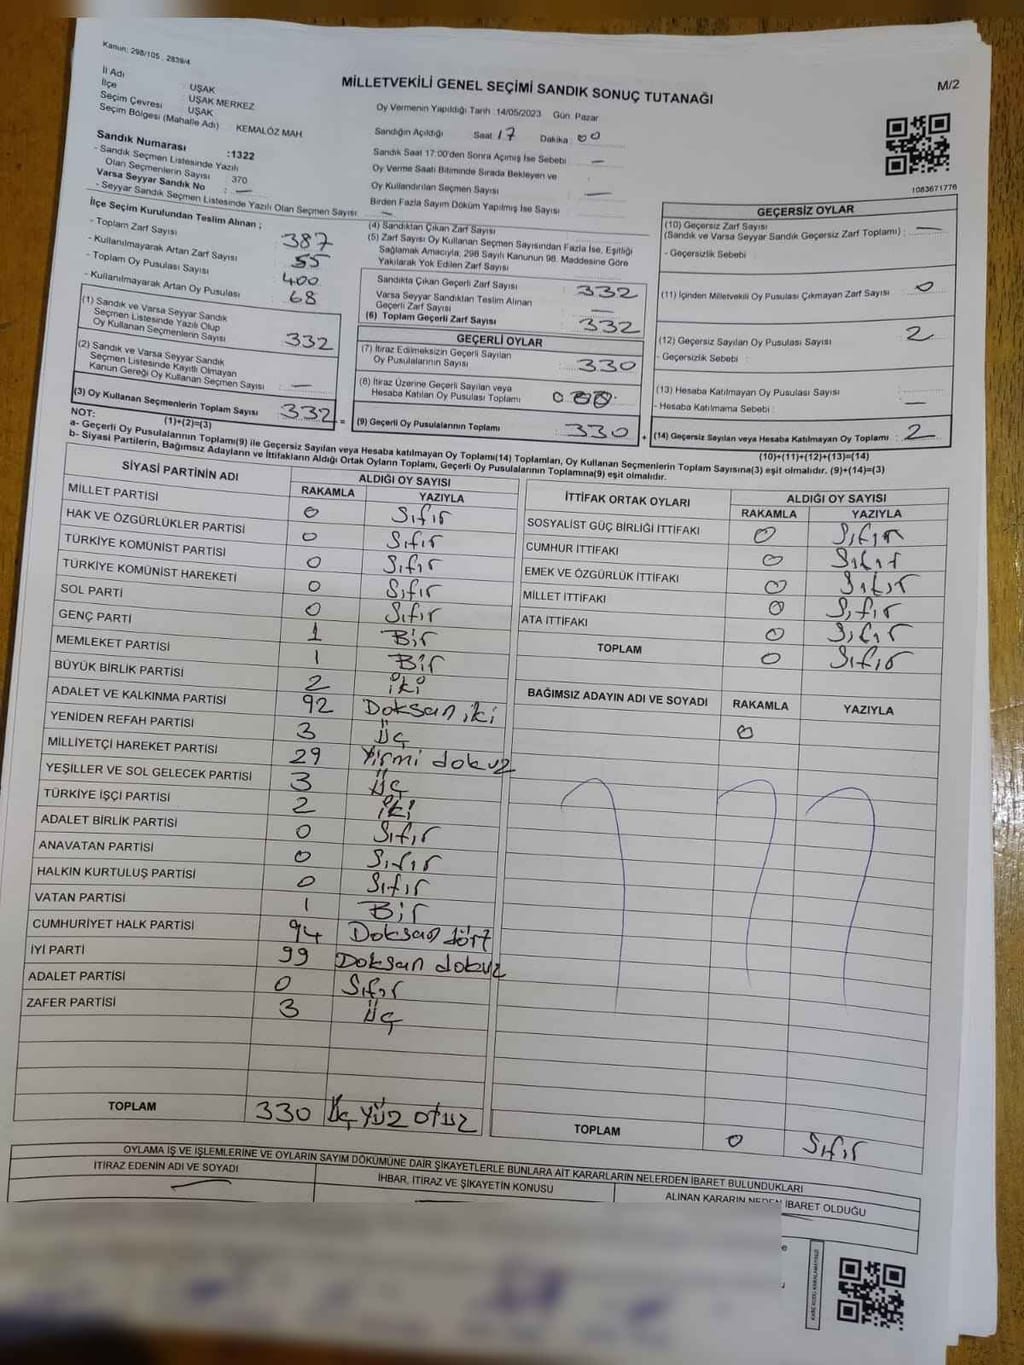 Kanun: 298/105 , 2839/4
MİLLETVEKİLİ GENEL SEÇİMİ SANDIK SONUÇ TUTANAĞI
M/2
İl Adı : UŞAK
İlçe : UŞAK MERKEZ
Seçim Çevresi : UŞAK
Seçim Bölgesi (Mahalle Adı) : KEMALÖZ MAH.
Sandık Numarası :1322
- Sandık Seçmen Listesinde Yazılı
Olan Seçmenlerin Sayısı : 370
Varsa Seyyar Sandık No : —
- Seyyar Sandık Seçmen Listesinde Yazılı Olan Seçmen Sayısı : —
Oy Vermenin Yapıldığı Tarih :14/05/2023 Gün :Pazar
Sandığın Açıldığı Saat :17 Dakika :00
Sandık Saat 17:00'den Sonra Açımış İse Sebebi : —
Oy Verme Saati Bitiminde Sırada Bekleyen ve
Oy Kullandırılan Seçmen Sayısı : —
Birden Fazla Sayım Döküm Yapılmış İse Sayısı :
1083671776
İlçe Seçim Kurulundan Teslim Alınan ;
- Toplam Zarf Sayısı : 387
- Kullanılmayarak Artan Zarf Sayısı : 55
- Toplam Oy Pusulası Sayısı : 400
- Kullanılmayarak Artan Oy Pusulası : 68
(1) Sandık ve Varsa Seyyar Sandık
Seçmen Listesinde Yazılı Olup
Oy Kullanan Seçmenlerin Sayısı : 332
(2) Sandık ve Varsa Seyyar Sandık
Seçmen Listesinde Kayıtlı Olmayan
Kanun Gereği Oy Kullanan Seçmen Sayısı : —
(3) Oy Kullanan Seçmenlerin Toplam Sayısı : 332
(1)+(2)=(3)
(4) Sandıktan Çıkan Zarf Sayısı :
(5) Zarf Sayısı Oy Kullanan Seçmen Sayısından Fazla İse, Eşitliği
Sağlamak Amacıyla, 298 Sayılı Kanunun 98. Maddesine Göre
Yakılarak Yok Edilen Zarf Sayısı :
Sandıkta Çıkan Geçerli Zarf Sayısı : 332
Varsa Seyyar Sandıktan Teslim Alınan
Geçerli Zarf Sayısı : —
(6) Toplam Geçerli Zarf Sayısı : 332
GEÇERLİ OYLAR
(7) İtiraz Edilmeksizin Geçerli Sayılan
Oy Pusulalarının Sayısı : 330
(8) İtiraz Üzerine Geçerli Sayılan veya
Hesaba Katılan Oy Pusulası Toplamı :
(9) Geçerli Oy Pusulalarının Toplamı : 330
GEÇERSİZ OYLAR
(10) Geçersiz Zarf Sayısı
(Sandık ve Varsa Seyyar Sandık Geçersiz Zarf Toplamı) : —
- Geçersizlik Sebebi :
(11) İçinden Milletvekili Oy Pusulası Çıkmayan Zarf Sayısı : 0
(12) Geçersiz Sayılan Oy Pusulası Sayısı : 2
- Geçersizlik Sebebi :
(13) Hesaba Katılmayan Oy Pusulası Sayısı : —
- Hesaba Katılmama Sebebi :
(14) Geçersiz Sayılan veya Hesaba Katılmayan Oy Toplamı : 2
(10)+(11)+(12)+(13)=(14)
NOT:
a- Geçerli Oy Pusulalarının Toplamı(9) ile Geçersiz Sayılan veya Hesaba katılmayan Oy Toplamı(14) Toplamları, Oy Kullanan Seçmenlerin Toplam Sayısına(3) eşit olmalıdır. (9)+(14)=(3)
b- Siyasi Partilerin, Bağımsız Adayların ve İttifakların Aldığı Ortak Oyların Toplamı, Geçerli Oy Pusulalarının Toplamına(9) eşit olmalıdır.
SİYASİ PARTİNİN ADI ALDIĞI OY SAYISI
RAKAMLA YAZIYLA
MİLLET PARTİSİ 0 Sıfır
HAK VE ÖZGÜRLÜKLER PARTİSİ 0 Sıfır
TÜRKİYE KOMÜNİST PARTİSİ 0 Sıfır
TÜRKİYE KOMÜNİST HAREKETİ 0 Sıfır
SOL PARTİ 0 Sıfır
GENÇ PARTİ 1 Bir
MEMLEKET PARTİSİ 1 Bir
BÜYÜK BİRLİK PARTİSİ 2 iki
ADALET VE KALKINMA PARTİSİ 92 Doksan iki
YENİDEN REFAH PARTİSİ 3 Üç
MİLLİYETÇİ HAREKET PARTİSİ 29 Yirmi dokuz
YEŞİLLER VE SOL GELECEK PARTİSİ 3 Üç
TÜRKİYE İŞÇİ PARTİSİ 2 iki
ADALET BİRLİK PARTİSİ 0 Sıfır
ANAVATAN PARTİSİ 0 Sıfır
HALKIN KURTULUŞ PARTİSİ 0 Sıfır
VATAN PARTİSİ 1 Bir
CUMHURİYET HALK PARTİSİ 94 Doksan dört
İYİ PARTİ 99 Doksan dokuz
ADALET PARTİSİ 0 Sıfır
ZAFER PARTİSİ 3 Üç
TOPLAM 330 Üç Yüz otuz
İTTİFAK ORTAK OYLARI ALDIĞI OY SAYISI
RAKAMLA YAZIYLA
SOSYALİST GÜÇ BİRLİĞİ İTTİFAKI 0 Sıfır
CUMHUR İTTİFAKI 0 Sıfır
EMEK VE ÖZGÜRLÜK İTTİFAKI 0 Sıfır
MİLLET İTTİFAKI 0 Sıfır
ATA İTTİFAKI 0 Sıfır
TOPLAM 0 Sıfır
BAĞIMSIZ ADAYIN ADI VE SOYADI RAKAMLA YAZIYLA
0
TOPLAM 0 Sıfır
OYLAMA İŞ VE İŞLEMLERİNE VE OYLARIN SAYIM DÖKÜMÜNE DAİR ŞİKAYETLERLE BUNLARA AİT KARARLARIN NELERDEN İBARET BULUNDUKLARI
İTİRAZ EDENİN ADI VE SOYADI İHBAR, İTİRAZ VE ŞİKAYETİN KONUSU ALINAN KARARIN NEDEN İBARET OLDUĞU